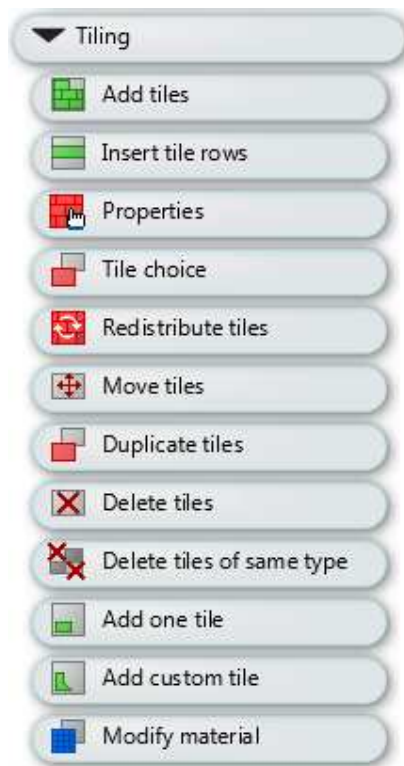 Tiling
Add tiles
Insert tile rows
Properties
Tile choice
Redistribute tiles
Move tiles
Duplicate tiles
Delete tiles
Delete tiles of same type
Add one tile
Add custom tile
Modify material